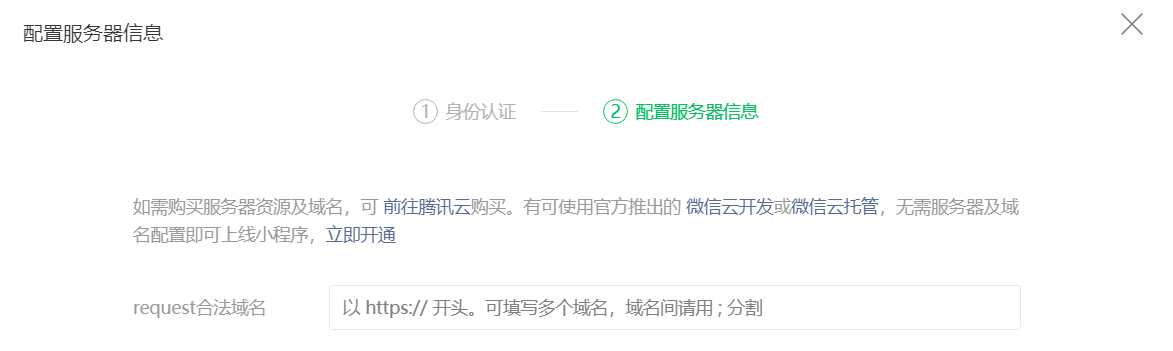 配置服务器信息
1 身份认证
2 配置服务器信息
如需购买服务器资源及域名，可 前往腾讯云购买。有可使用官方推出的 微信云开发或微信云托管，无需服务器及域
名配置即可上线小程序，立即开通
request合法域名
以 https:// 开头。可填写多个域名，域名间请用 ; 分割